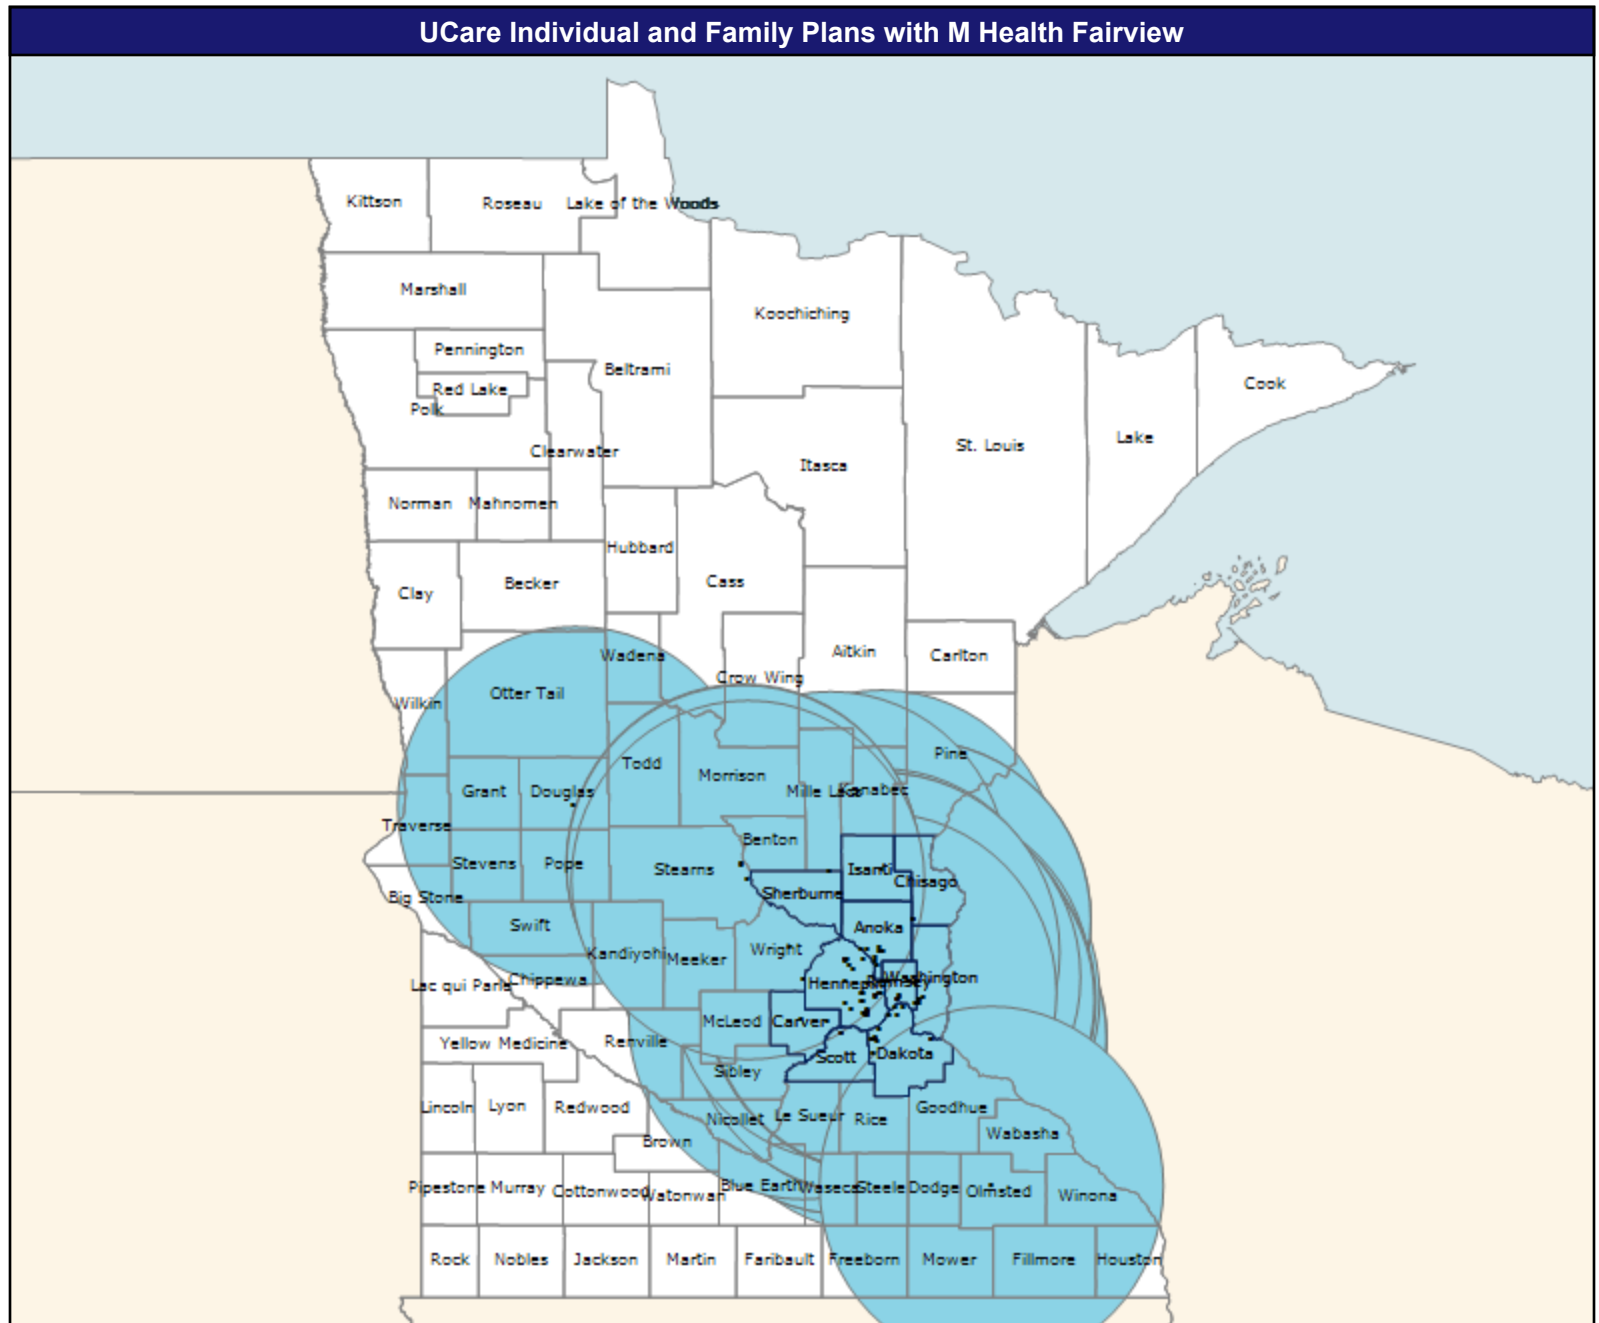 UCare Individual and Family Plans with M Health Fairview
Kittson
Roseau
Lake of the Woods
Marshall
Koochiching
Pennington
Beltrami
Red Lake
Cook
Polk
Lake
St. Louis
Clearwater
Itasca
Norman
Mahnomen
Hubbard
Becker
Cass
Clay
Aitkin
Carlton
Wadena
Crow Wing
Otter Tail
Wilkin
Pine
Todd
Morrison
Grant
Douglas
Mille Lacs
Kanabec
Traverse
Benton
Stevens
Pope
Stearns
Isanti
Chisago
Sherburne
Big Stone
Swift
Anoka
Kandiyohi
Meeker
Wright
Lac qui Parle
Chippewa
Hennepin
Ramsey
Washington
McLeod
Carver
Yellow Medicine
Renville
Scott
Dakota
Sibley
Lincoln
Lyon
Redwood
Nicollet
Le Sueur
Rice
Goodhue
Wabasha
Brown
Pipestone
Murray
Cottonwood
Watonwan
Blue Earth
Waseca
Steele
Dodge
Olmsted
Winona
Rock
Nobles
Jackson
Martin
Faribault
Freeborn
Mower
Fillmore
Houston